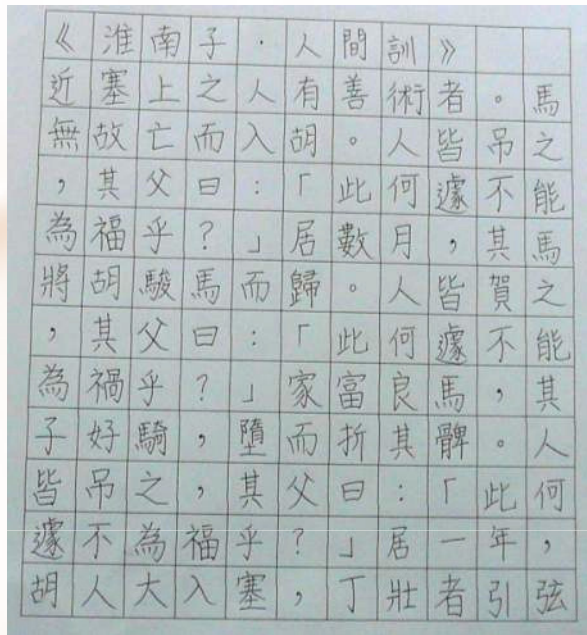 《淮南子·人間訓》
近塞上之人有善術者。馬
無故亡而入胡。人皆吊之
，其父曰：「此何遽不能
為福乎？」居數月，其馬
將胡駿馬而歸。人皆賀之
，其父曰：「此何遽不能
為禍乎？」家富良馬，其
子好騎，墮而折其髀。人
皆吊之，其父曰：「此何
遽不為福乎？」居一年，
胡人大入塞，丁壯者引弦